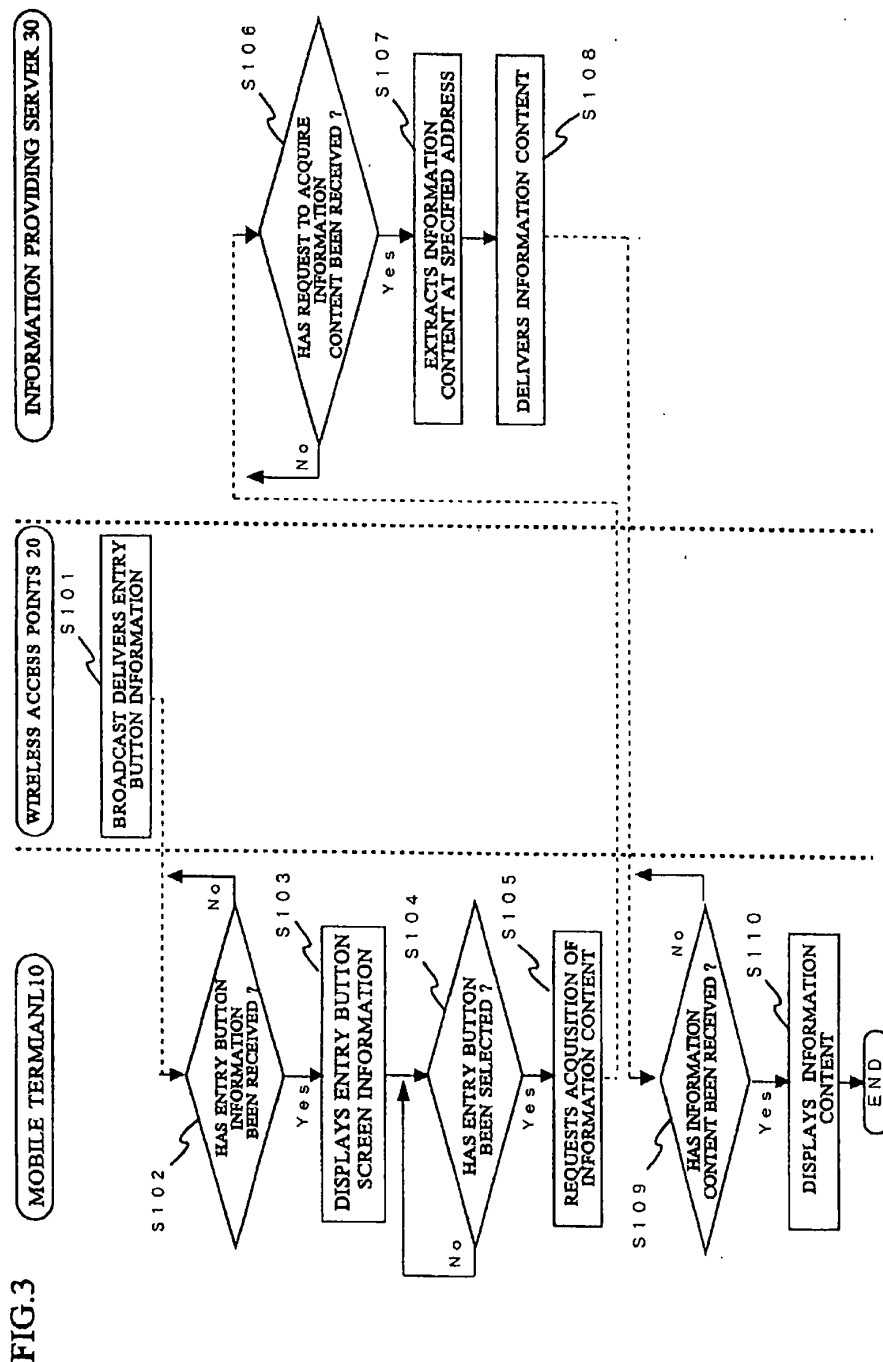 FIG.3
MOBILE TERMIANL10
WIRELESS ACCESS POINTS 20
INFORMATION PROVIDING SERVER 30
S101
BROADCAST DELIVERS ENTRY
BUTTON INFORMATION
S102
HAS ENTRY BUTTON
INFORMATION
BEEN RECEIVED ?
No
Yes
S103
DISPLAYS ENTRY BUTTON
SCREEN INFORMATION
S104
HAS ENTRY BUTTON
BEEN SELECTED ?
No
Yes
S105
REQUESTS ACQUISITION OF
INFORMATION CONTENT
S106
HAS REQUEST TO ACQUIRE
INFORMATION
CONTENT BEEN RECEIVED ?
No
Yes
S107
EXTRACTS INFORMATION
CONTENT AT SPECIFIED ADDRESS
S108
DELIVERS INFORMATION CONTENT
S109
HAS INFORMATION
CONTENT BEEN RECEIVED ?
No
Yes
S110
DISPLAYS INFORMATION
CONTENT
END